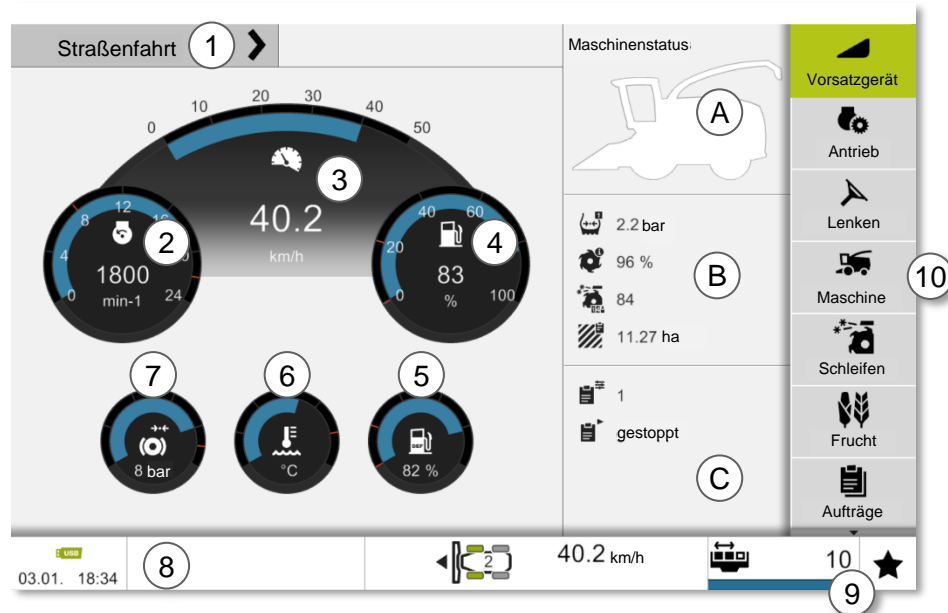 Straßenfahrt 1
Maschinenstatus
Vorsatzgerät
Antrieb
Lenken
Maschine
Schleifen
Frucht
Aufträge
10
A
0 10 20 30 40 50
3
40.2
km/h
0 4 8 12 16 24
2
1800
min-1
0 20 40 60 100
4
83
%
2.2 bar
96 %
84
11.27 ha
B
1
gestoppt
C
7
8 bar
6
°C
5
DEF
82 %
USB
03.01. 18:34
8
2
40.2 km/h
10
9